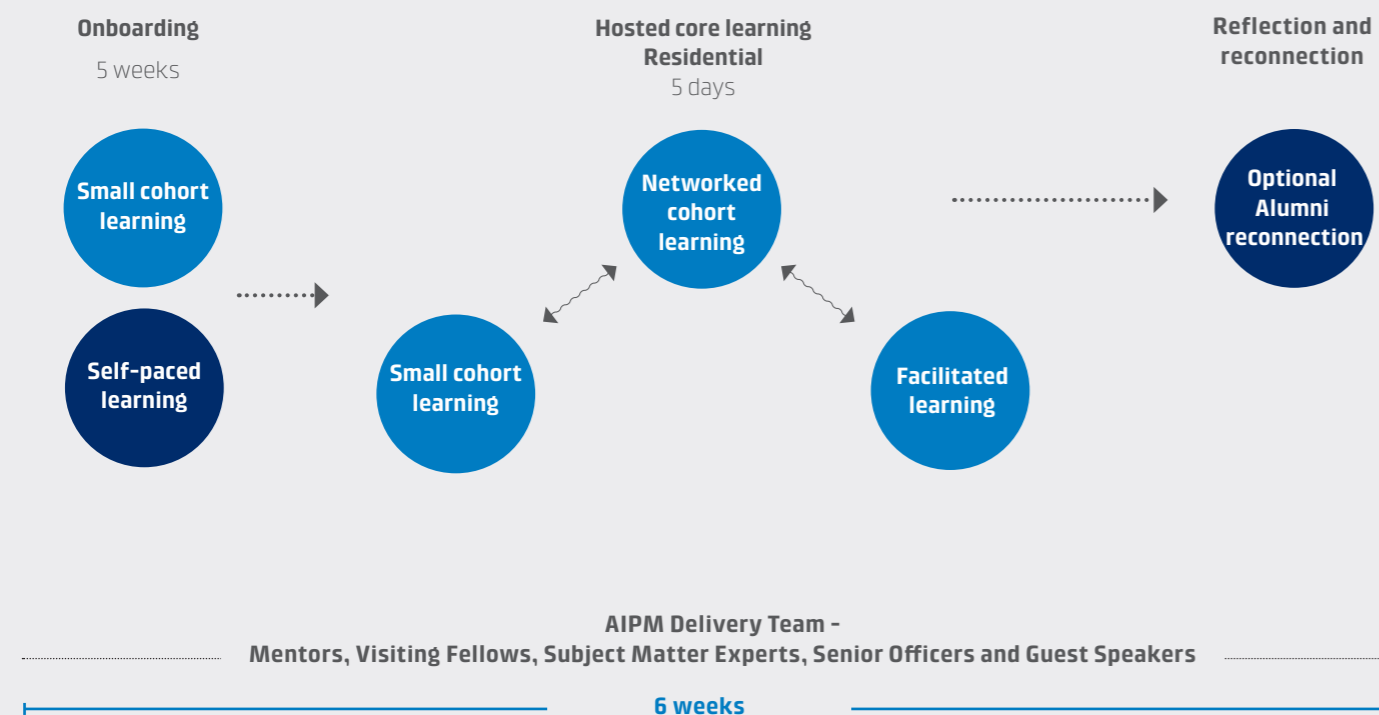 Onboarding
5 weeks
Small cohort
learning
Self-paced
learning
Hosted core learning
Residential
5 days
Networked
cohort
learning
Small cohort
learning
Facilitated
learning
Reflection and
reconnection
Optional
Alumni
reconnection
AIPM Delivery Team -
Mentors, Visiting Fellows, Subject Matter Experts, Senior Officers and Guest Speakers
6 weeks